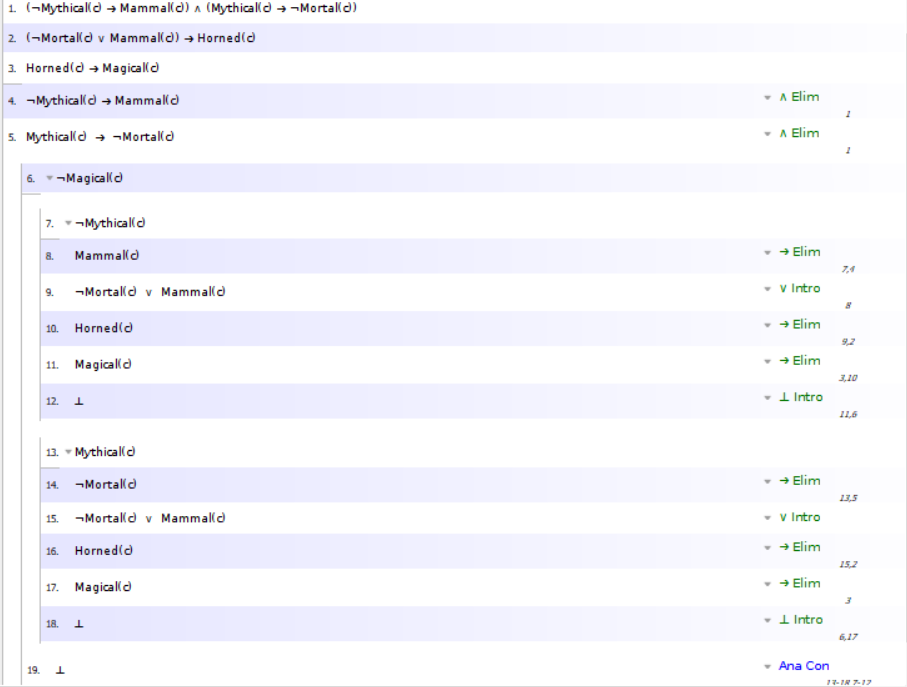 1. (¬Mythical(c) → Mammal(c)) ∧ (Mythical(c) → ¬Mortal(c))
2. (¬Mortal(c) ∨ Mammal(c)) → Horned(c)
3. Horned(c) → Magical(c)
4. ¬Mythical(c) → Mammal(c) ∧ Elim 1
5. Mythical(c) → ¬Mortal(c) ∧ Elim 1
6. ¬Magical(c)
7. ¬Mythical(c)
8. Mammal(c) → Elim 7,4
9. ¬Mortal(c) ∨ Mammal(c) ∨ Intro 8
10. Horned(c) → Elim 9,2
11. Magical(c) → Elim 3,10
12. ⊥ ⊥ Intro 11,6
13. Mythical(c)
14. ¬Mortal(c) → Elim 13,5
15. ¬Mortal(c) ∨ Mammal(c) ∨ Intro
16. Horned(c) → Elim 15,2
17. Magical(c) → Elim 3
18. ⊥ ⊥ Intro 6,17
19. ⊥ Ana Con 13-18,7-12